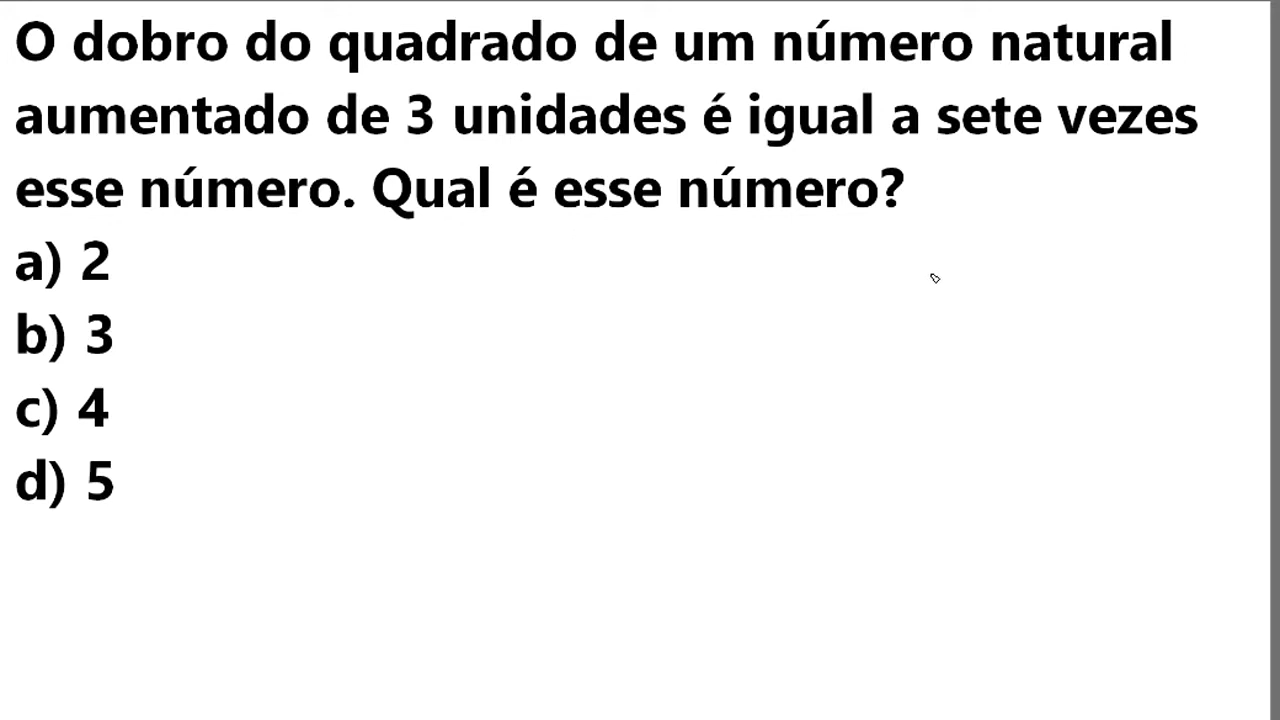 O dobro do quadrado de um número natural
aumentado de 3 unidades é igual a sete vezes
esse número. Qual é esse número?
a) 2
b) 3
c) 4
d) 5